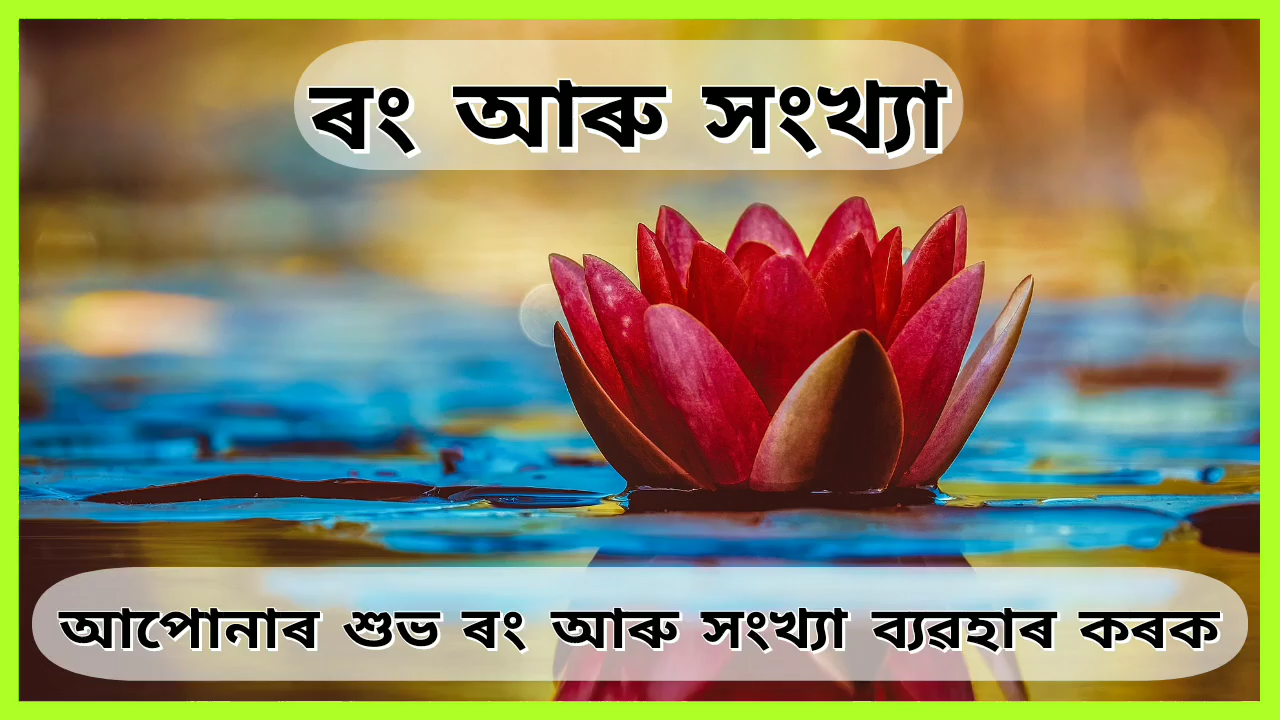 ৰং আৰু সংখ্যা
আপোনাৰ শুভ ৰং আৰু সংখ্যা ব্যৱহাৰ কৰক